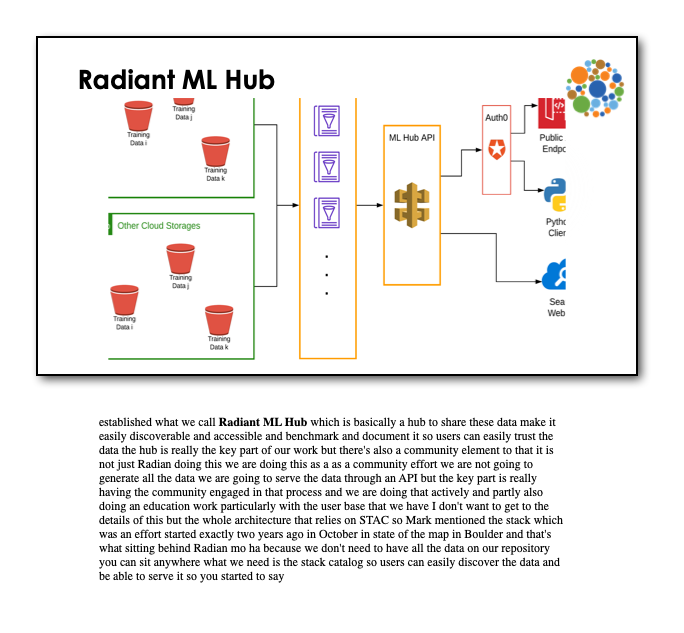 Radiant ML Hub
Training
Data i
Training
Data j
Training
Data k
Other Cloud Storages
Training
Data i
Training
Data j
Training
Data k
ML Hub API
Auth0
Public
Endpo
Pytho
Clien
Sea
Web
established what we call Radiant ML Hub which is basically a hub to share these data make it
easily discoverable and accessible and benchmark and document it so users can easily trust the
data the hub is really the key part of our work but there's also a community element to that it is
not just Radian doing this we are doing this as a as a community effort we are not going to
generate all the data we are going to serve the data through an API but the key part is really
having the community engaged in that process and we are doing that actively and partly also
doing an education work particularly with the user base that we have I don't want to get to the
details of this but the whole architecture that relies on STAC so Mark mentioned the stack which
was an effort started exactly two years ago in October in state of the map in Boulder and that's
what sitting behind Radian mo ha because we don't need to have all the data on our repository
you can sit anywhere what we need is the stack catalog so users can easily discover the data and
be able to serve it so you started to say